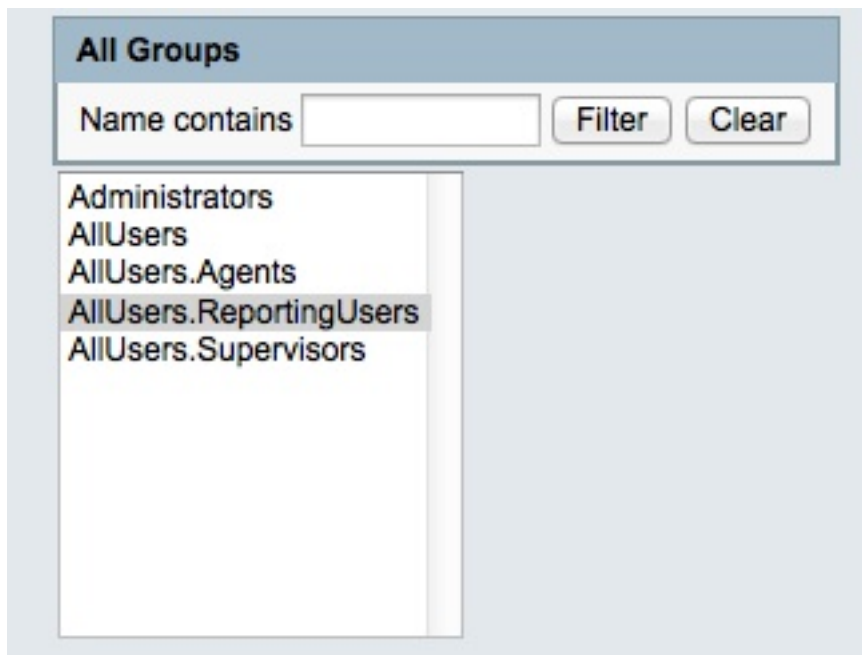 All Groups
Name contains Filter Clear
Administrators
AllUsers
AllUsers.Agents
AllUsers.ReportingUsers
AllUsers.Supervisors